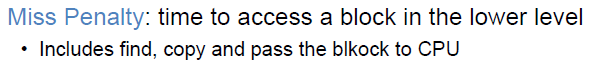 Miss Penalty: time to access a block in the lower level
• Includes find, copy and pass the blkock to CPU